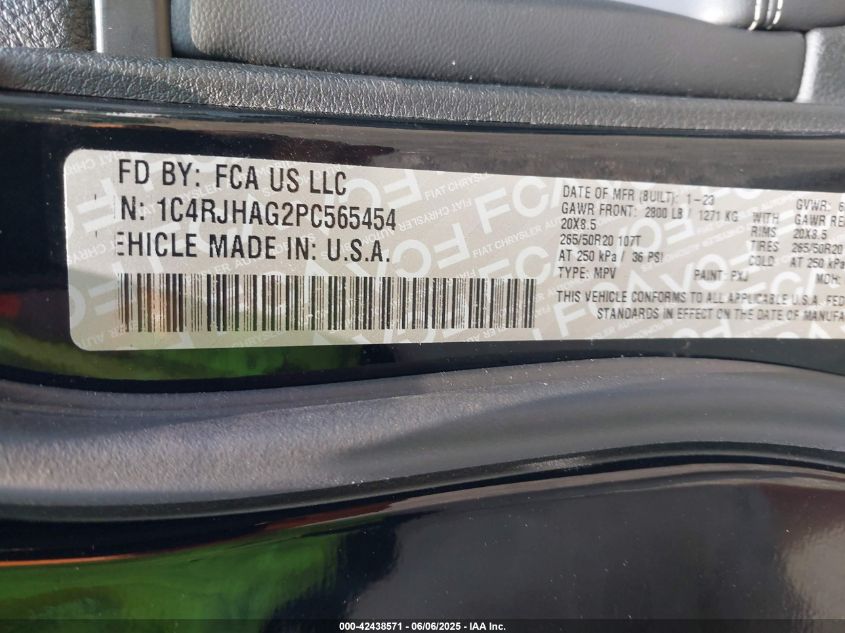 FD BY: FCA US LLC
N: 1C4RJHAG2PC565454
EHICLE MADE IN: U.S.A.
DATE OF MFR (BUILT): 1-23
GVWR: 6
GAWR FRONT: 2800 LB / 1271 KG WITH GAWR RE
20X8.5 RIMS 20X8.5
265/50R20 107T TIRES 265/50R20
AT 250 kPa / 36 PSI COLD AT 250 kPa
TYPE: MPV PAINT: PXJ MDH:
THIS VEHICLE CONFORMS TO ALL APPLICABLE U.S.A. FED
STANDARDS IN EFFECT ON THE DATE OF MANUFA
000-42438571 - 06/06/2025 - IAA Inc.